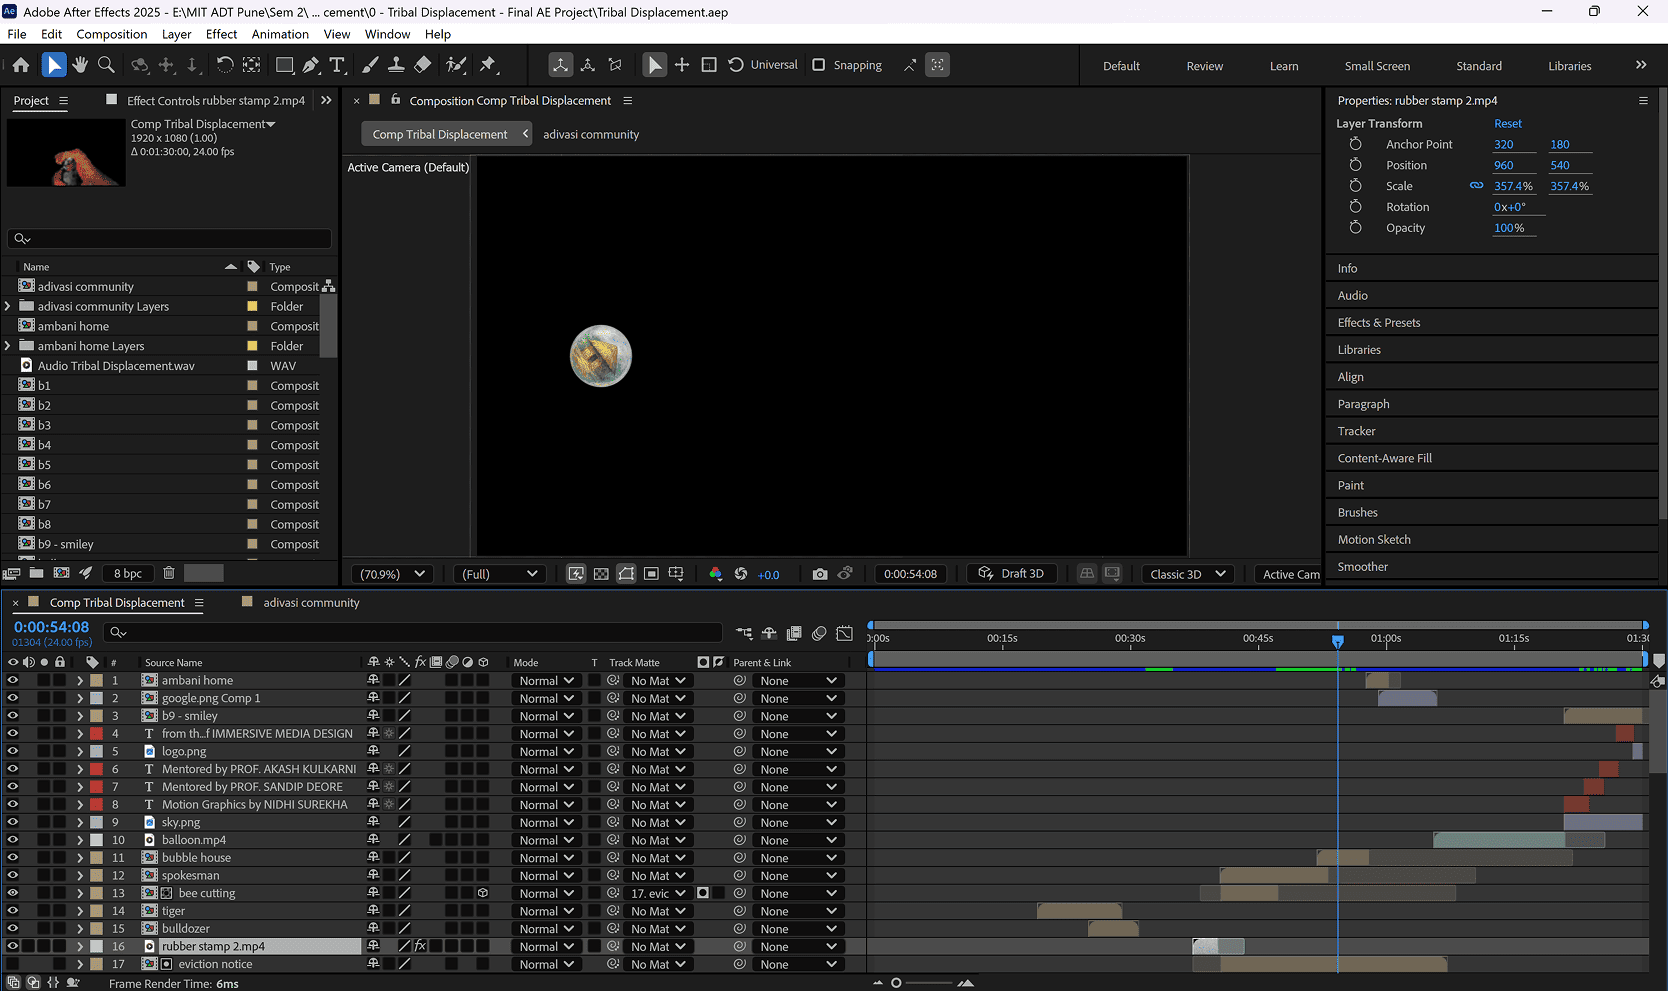 Adobe After Effects 2025 - E:\MIT ADT Pune\Sem 2\ ... cement\0 - Tribal Displacement - Final AE Project\Tribal Displacement.aep
File Edit Composition Layer Effect Animation View Window Help
Universal Snapping Default Review Learn Small Screen Standard Libraries
Project Effect Controls rubber stamp 2.mp4
Comp Tribal Displacement
1920 x 1080 (1.00)
Δ 0:01:30:00, 24.00 fps
Name Type
adivasi community Composit
adivasi community Layers Folder
ambani home Composit
ambani home Layers Folder
Audio Tribal Displacement.wav WAV
b1 Composit
b2 Composit
b3 Composit
b4 Composit
b5 Composit
b6 Composit
b7 Composit
b8 Composit
b9 - smiley Composit
8 bpc
Composition Comp Tribal Displacement
Comp Tribal Displacement adivasi community
Active Camera (Default)
(70.9%) (Full) +0.0 0:00:54:08 Draft 3D Classic 3D Active Cam
Properties: rubber stamp 2.mp4
Layer Transform Reset
Anchor Point 320 180
Position 960 540
Scale 357.4% 357.4%
Rotation 0x+0°
Opacity 100%
Info
Audio
Effects & Presets
Libraries
Align
Paragraph
Tracker
Content-Aware Fill
Paint
Brushes
Motion Sketch
Smoother
Comp Tribal Displacement adivasi community
0:00:54:08
01304 (24.00 fps)
00:15s 00:30s 00:45s 01:00s 01:15s
# Source Name fx Mode T Track Matte Parent & Link
1 ambani home Normal No Mat None
2 google.png Comp 1 Normal No Mat None
3 b9 - smiley Normal No Mat None
4 T from th...f IMMERSIVE MEDIA DESIGN Normal No Mat None
5 logo.png Normal No Mat None
6 T Mentored by PROF. AKASH KULKARNI Normal No Mat None
7 T Mentored by PROF. SANDIP DEORE Normal No Mat None
8 T Motion Graphics by NIDHI SUREKHA Normal No Mat None
9 sky.png Normal No Mat None
10 balloon.mp4 Normal No Mat None
11 bubble house Normal No Mat None
12 spokesman Normal No Mat None
13 bee cutting Normal 17. evic None
14 tiger Normal No Mat None
15 bulldozer Normal No Mat None
16 rubber stamp 2.mp4 fx Normal No Mat None
17 eviction notice Normal No Mat None
Frame Render Time: 6ms